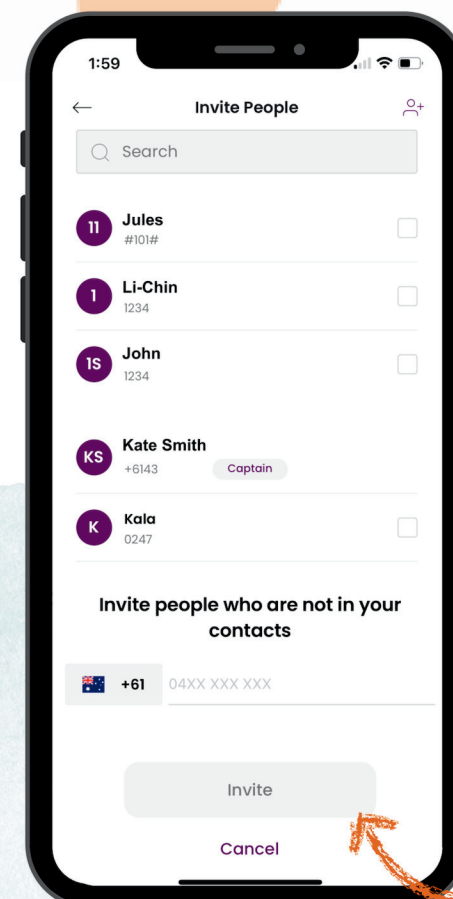 1:59
Invite People
Search
11
Jules
#101#
1
Li-Chin
1234
1S
John
1234
KS
Kate Smith
+6143
Captain
K
Kala
0247
Invite people who are not in your
contacts
+61 04XX XXX XXX
Invite
Cancel